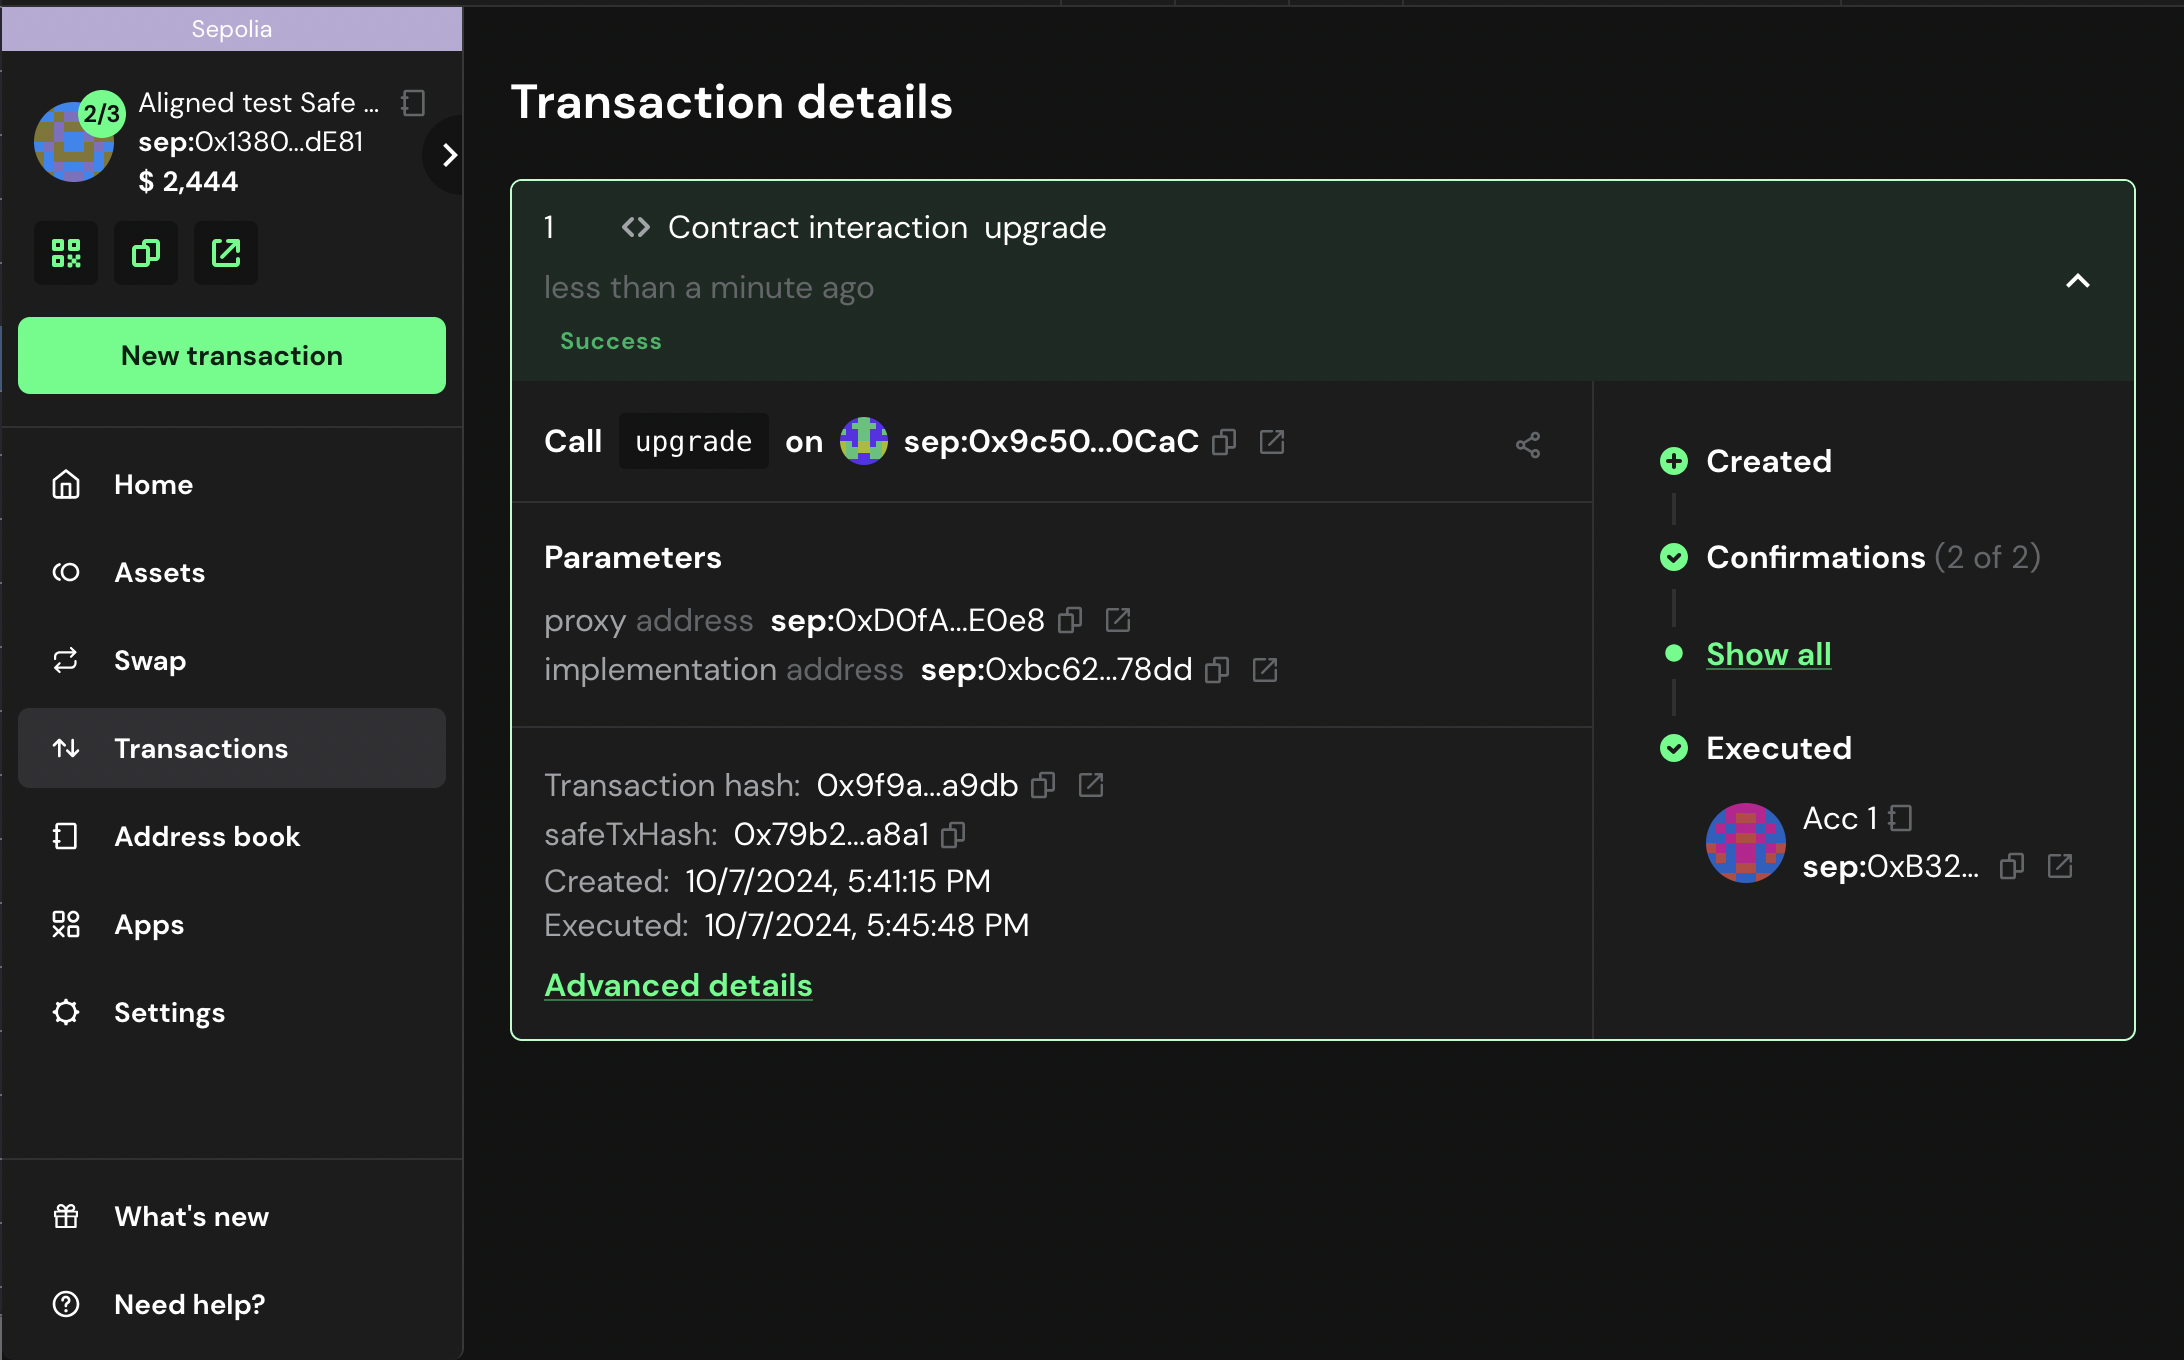 Sepolia
2/3
Aligned test Safe ...
sep:0x1380...dE81
$ 2,444
New transaction
Home
Assets
Swap
Transactions
Address book
Apps
Settings
What's new
Need help?
Transaction details
1 Contract interaction upgrade
less than a minute ago
Success
Call upgrade on sep:0x9c50...0CaC
Parameters
proxy address sep:0xD0fA...E0e8
implementation address sep:0xbc62...78dd
Transaction hash: 0x9f9a...a9db
safeTxHash: 0x79b2...a8a1
Created: 10/7/2024, 5:41:15 PM
Executed: 10/7/2024, 5:45:48 PM
Advanced details
Created
Confirmations (2 of 2)
Show all
Executed
Acc 1
sep:0xB32...